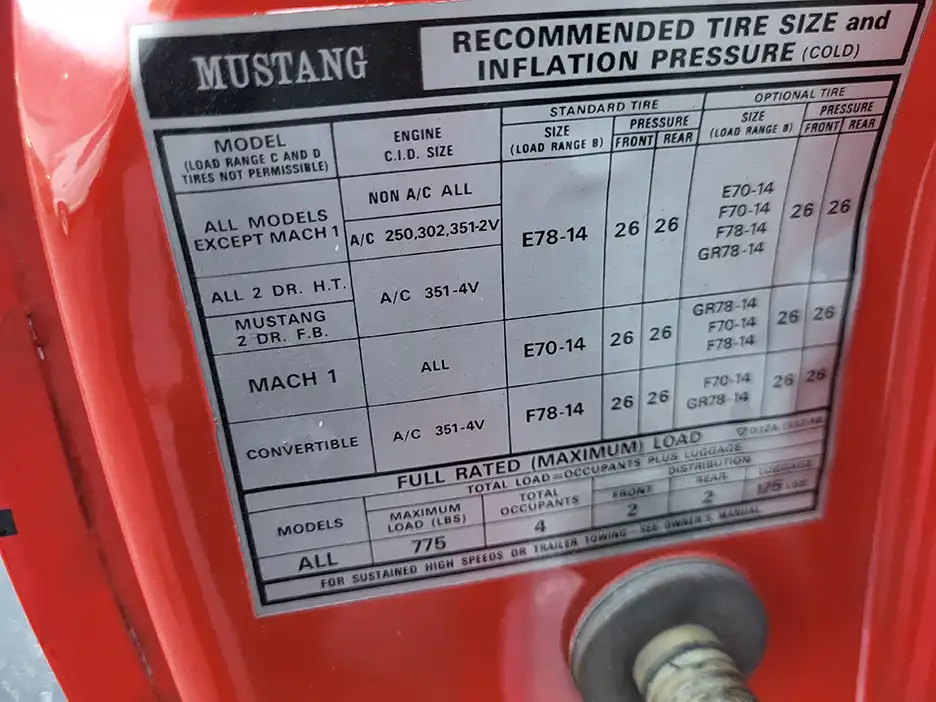 MUSTANG
RECOMMENDED TIRE SIZE and
INFLATION PRESSURE (COLD)
MODEL
(LOAD RANGE C AND D
TIRES NOT PERMISSIBLE)
ENGINE
C.I.D. SIZE
STANDARD TIRE
SIZE
(LOAD RANGE B)
PRESSURE
FRONT REAR
OPTIONAL TIRE
SIZE
(LOAD RANGE B)
PRESSURE
FRONT REAR
ALL MODELS
EXCEPT MACH 1
NON A/C ALL
A/C 250,302,351-2V
E78-14
26 26
E70-14
F70-14
F78-14
GR78-14
26 26
ALL 2 DR. H.T.
MUSTANG
2 DR. F.B.
A/C 351-4V
MACH 1
ALL
E70-14
26 26
GR78-14
F70-14
F78-14
26 26
CONVERTIBLE
A/C 351-4V
F78-14
26 26
F70-14
GR78-14
26 26
FULL RATED (MAXIMUM) LOAD
TOTAL LOAD=OCCUPANTS PLUS LUGGAGE
MODELS
MAXIMUM
LOAD (LBS)
TOTAL
OCCUPANTS
DISTRIBUTION
FRONT
REAR
LUGGAGE
ALL
775
4
2
2
175 LBS
FOR SUSTAINED HIGH SPEEDS OR TRAILER TOWING-SEE OWNER'S MANUAL